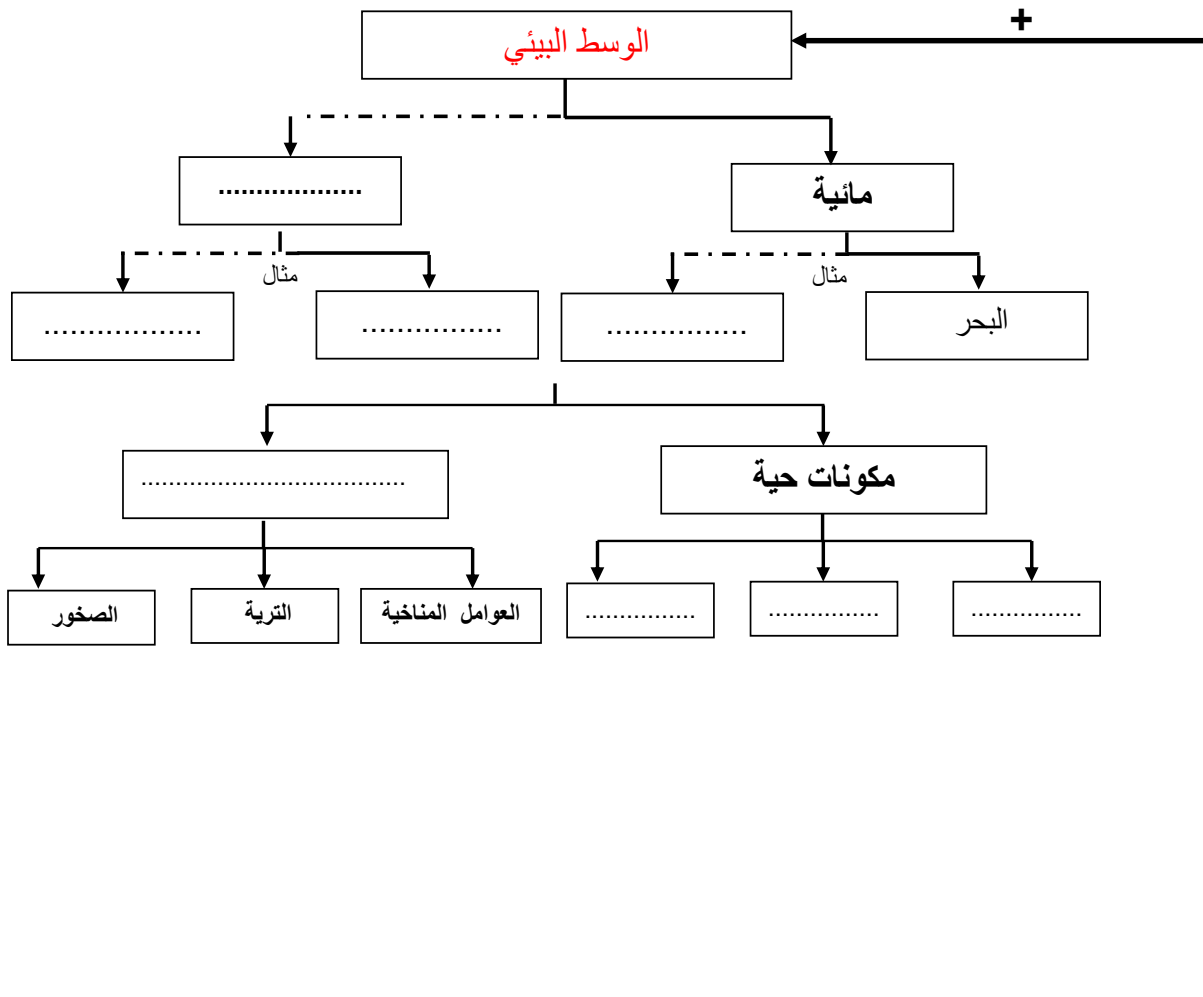 +
الوسط البيئي
مائية
...................
مثال
مثال
البحر
................
................
..................
مكونات حية
......................................
................
................
................
العوامل المناخية
التربة
الصخور